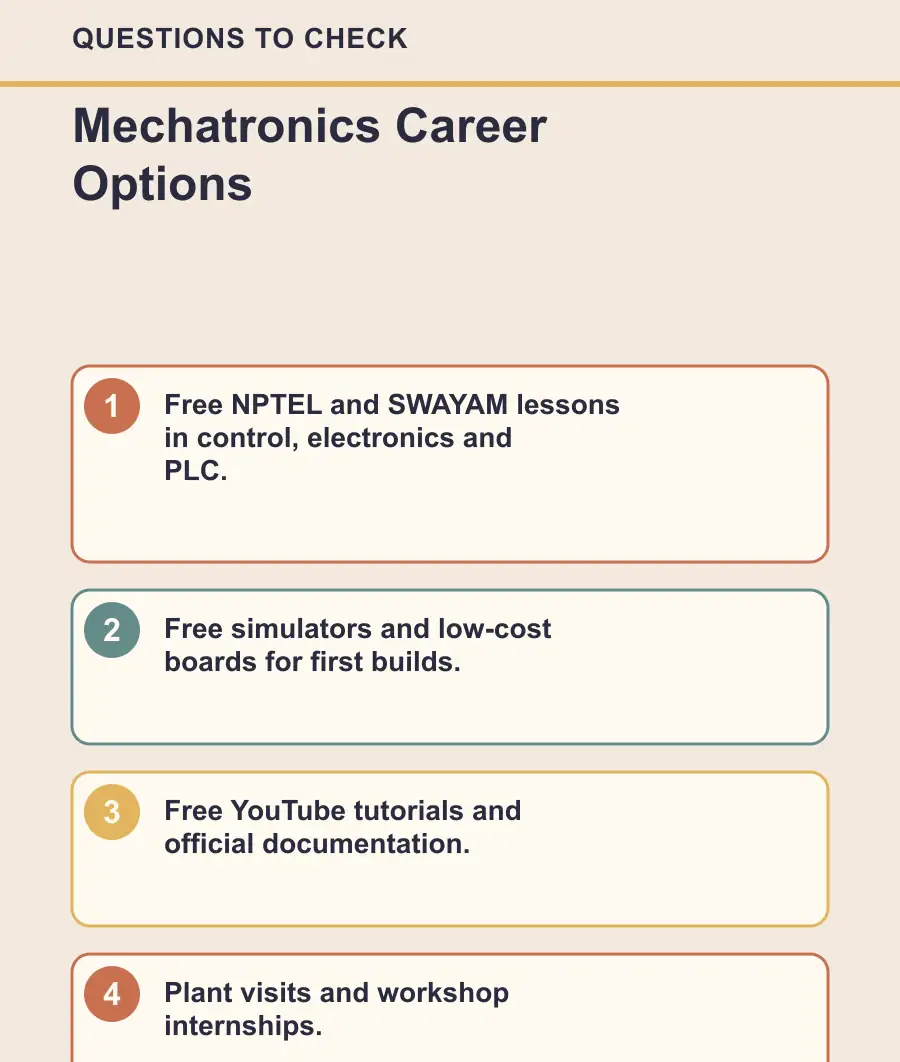 QUESTIONS TO CHECK
Mechatronics Career
Options
1
Free NPTEL and SWAYAM lessons
in control, electronics and
PLC.
2
Free simulators and low-cost
boards for first builds.
3
Free YouTube tutorials and
official documentation.
4
Plant visits and workshop
internships.